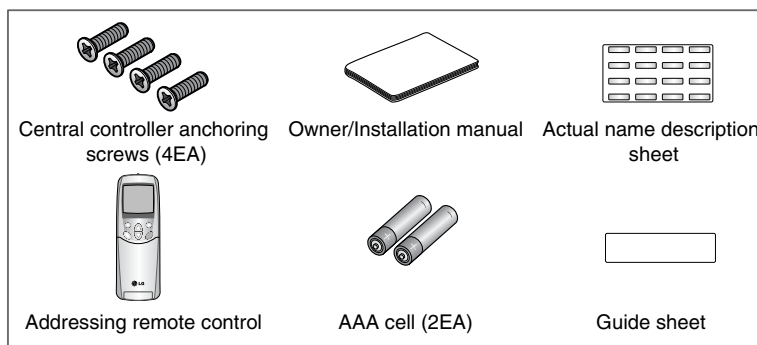 Central controller anchoring
screws (4EA)
Owner/Installation manual
Actual name description
sheet
LG
Addressing remote control
AAA cell (2EA)
Guide sheet